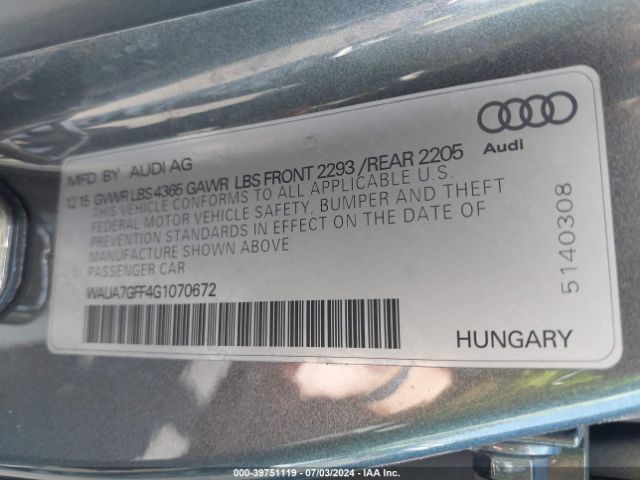 MFD. BY AUDI AG
12 15 GVWR LBS 4365 GAWR LBS FRONT 2293 / REAR 2205
THIS VEHICLE CONFORMS TO ALL APPLICABLE U.S.
FEDERAL MOTOR VEHICLE SAFETY, BUMPER AND THEFT
PREVENTION STANDARDS IN EFFECT ON THE DATE OF
MANUFACTURE SHOWN ABOVE
PASSENGER CAR
WAUA7GFF4G1070672
Audi
5140308
HUNGARY
000-39751119 - 07/03/2024 - IAA Inc.